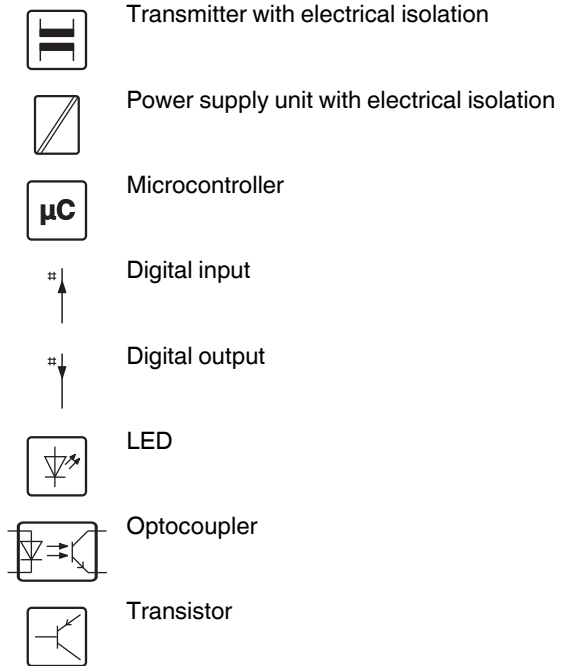 Transmitter with electrical isolation
Power supply unit with electrical isolation
µC
Microcontroller
#
Digital input
#
Digital output
LED
Optocoupler
Transistor